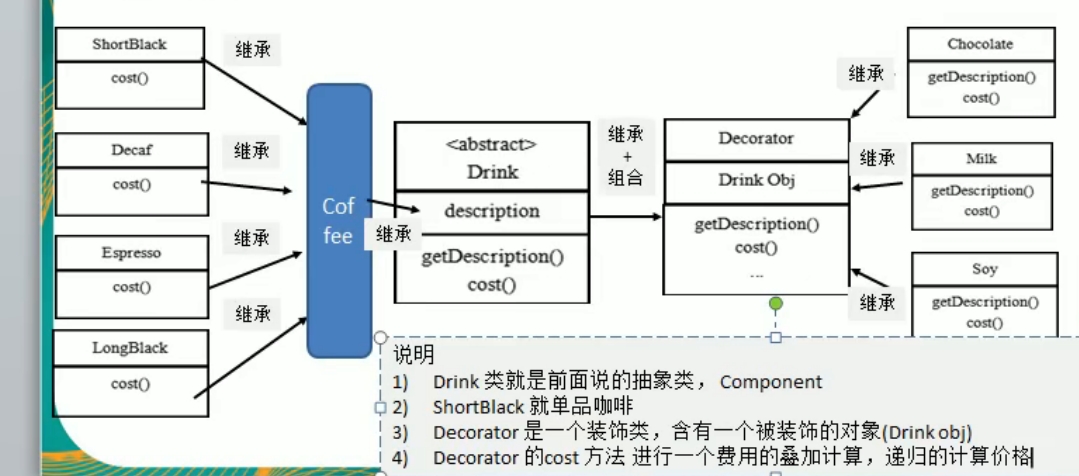 ShortBlack
cost()
继承
Decaf
cost()
继承
Espresso
cost()
继承
LongBlack
cost()
继承
Cof
fee
继承
<abstract>
Drink
description
getDescription()
cost()
继承
+
组合
Decorator
Drink Obj
getDescription()
cost()
...
继承
Chocolate
getDescription()
cost()
继承
Milk
getDescription()
cost()
继承
Soy
getDescription()
cost()
说明
1) Drink 类就是前面说的抽象类， Component
2) ShortBlack 就单品咖啡
3) Decorator 是一个装饰类，含有一个被装饰的对象(Drink obj)
4) Decorator 的cost 方法 进行一个费用的叠加计算，递归的计算价格